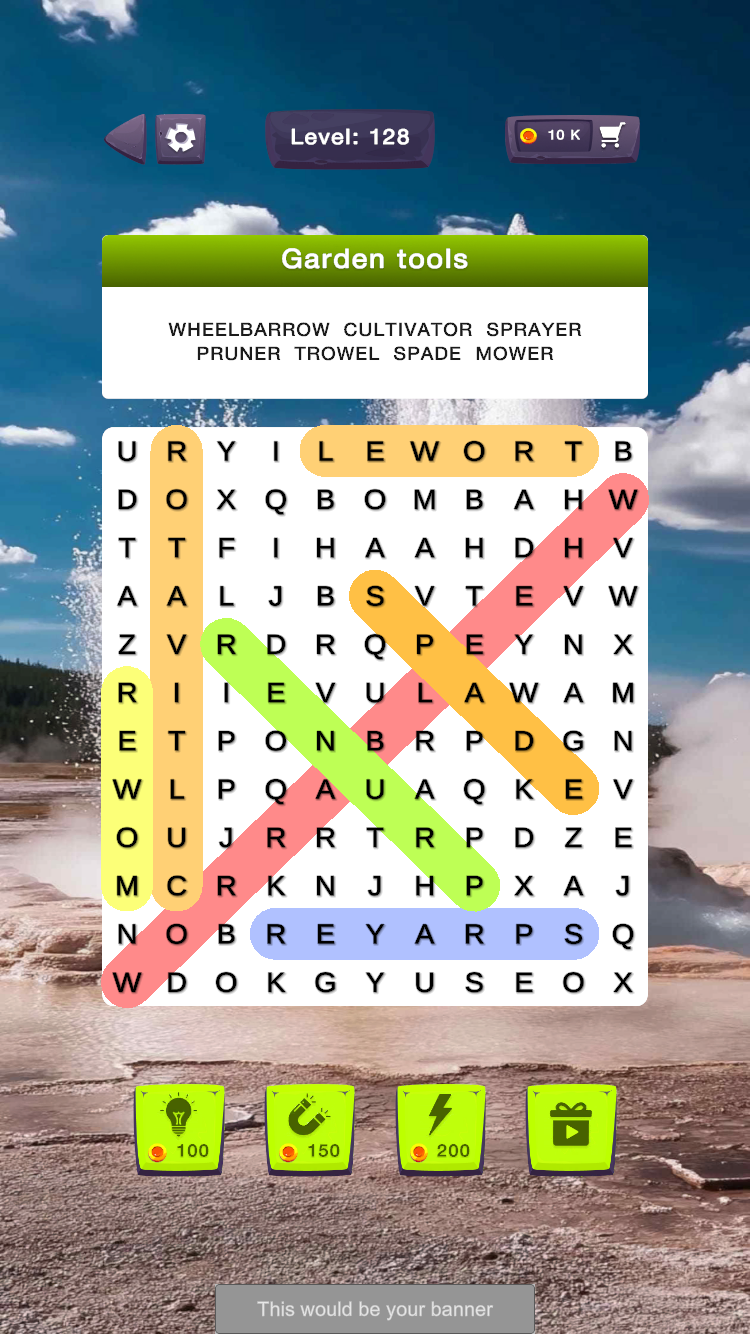 Level: 128
10 K
Garden tools
WHEELBARROW CULTIVATOR SPRAYER
PRUNER TROWEL SPADE MOWER
U R Y I L E W O R T B
D O X Q B O M B A H W
T T F I H A A H D H V
A A L J B S V T E V W
Z V R D R Q P E Y N X
R I I E V U L A W A M
E T P O N B R P D G N
W L P Q A U A Q K E V
O U J R R T R P D Z E
M C R K N J H P X A J
N O B R E Y A R P S Q
W D O K G Y U S E O X
100 150 200
This would be your banner